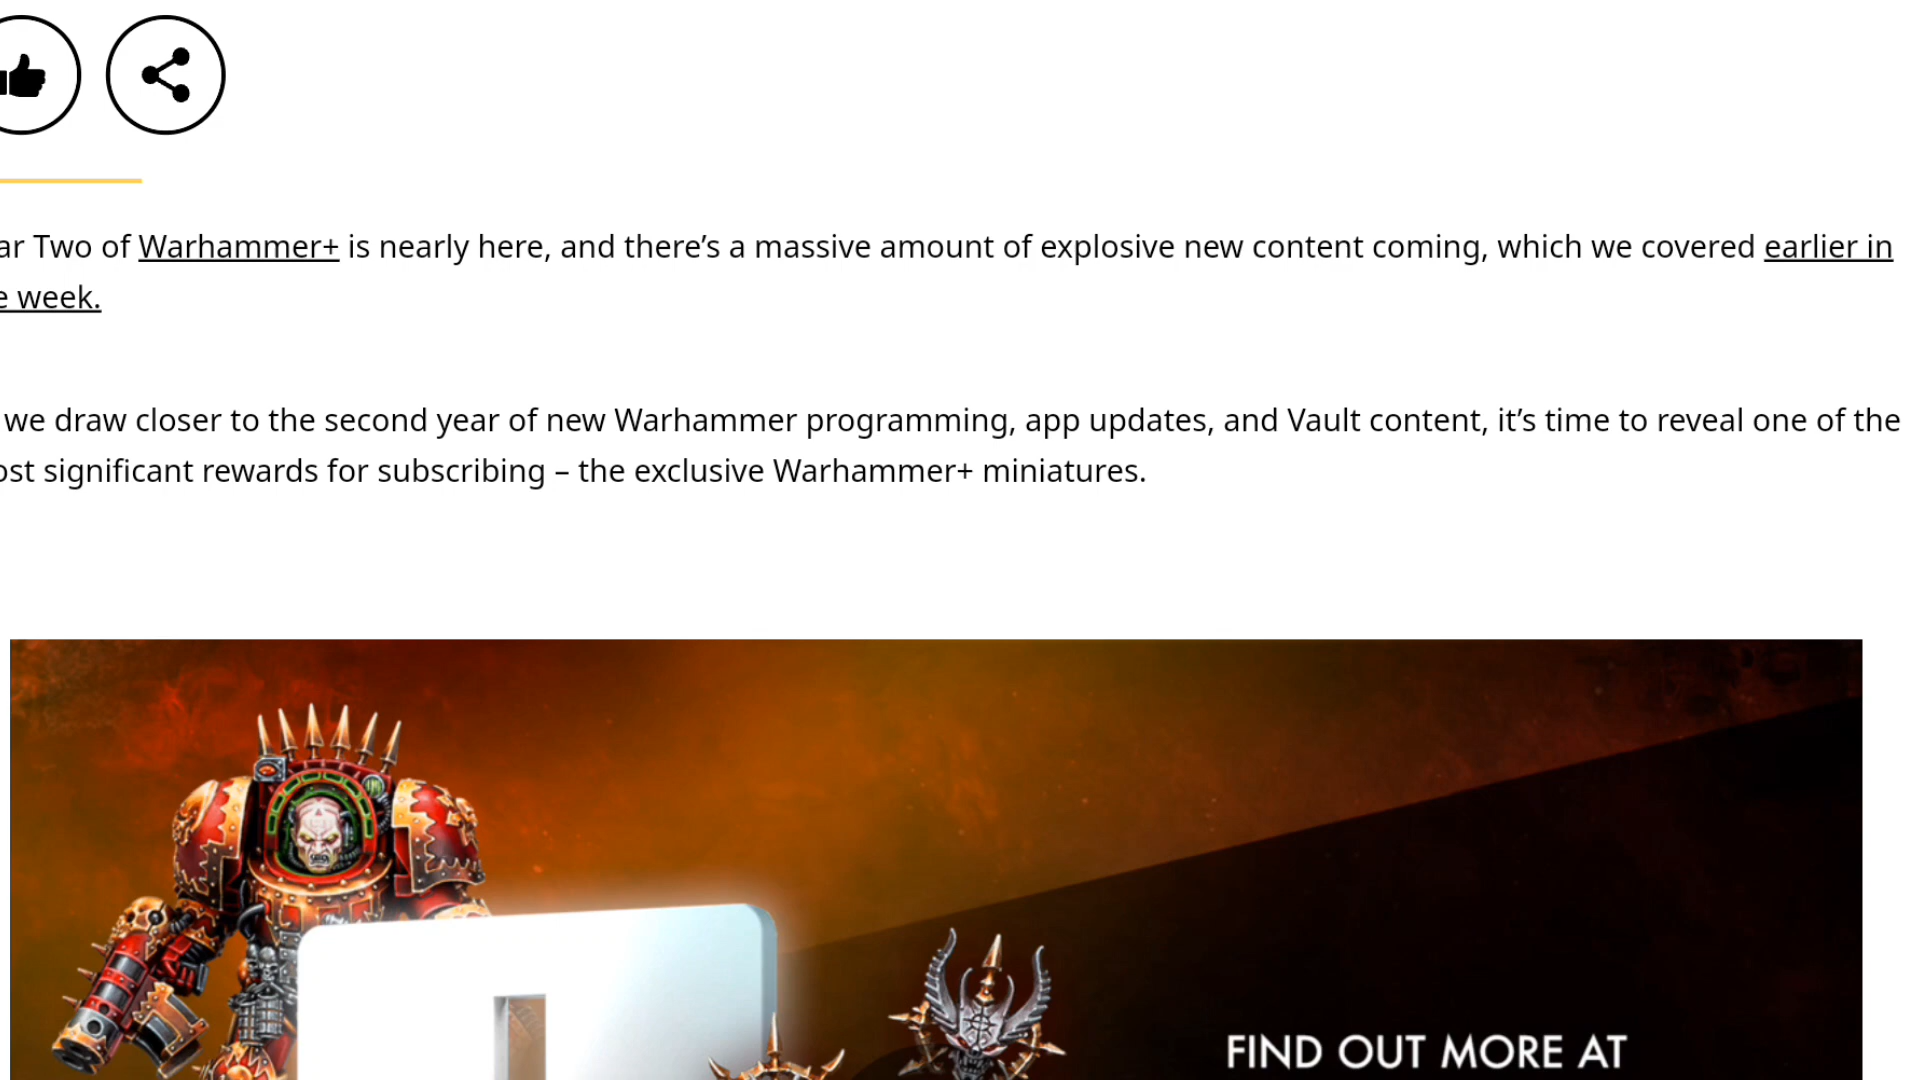 ar Two of Warhammer+ is nearly here, and there’s a massive amount of explosive new content coming, which we covered earlier in
e week.
we draw closer to the second year of new Warhammer programming, app updates, and Vault content, it’s time to reveal one of the
ost significant rewards for subscribing – the exclusive Warhammer+ miniatures.
FIND OUT MORE AT